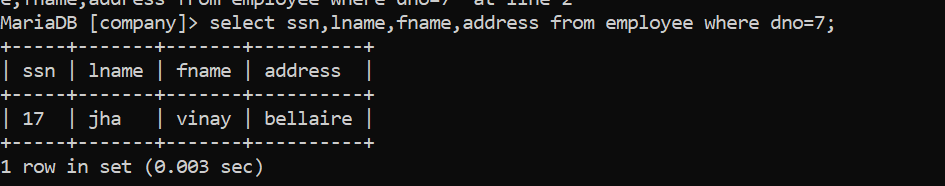 e,fname,address from employee where dno=7' at line 2
MariaDB [company]> select ssn,lname,fname,address from employee where dno=7;
+-----+-------+-------+----------+
| ssn | lname | fname | address  |
+-----+-------+-------+----------+
| 17  | jha   | vinay | bellaire |
+-----+-------+-------+----------+
1 row in set (0.003 sec)